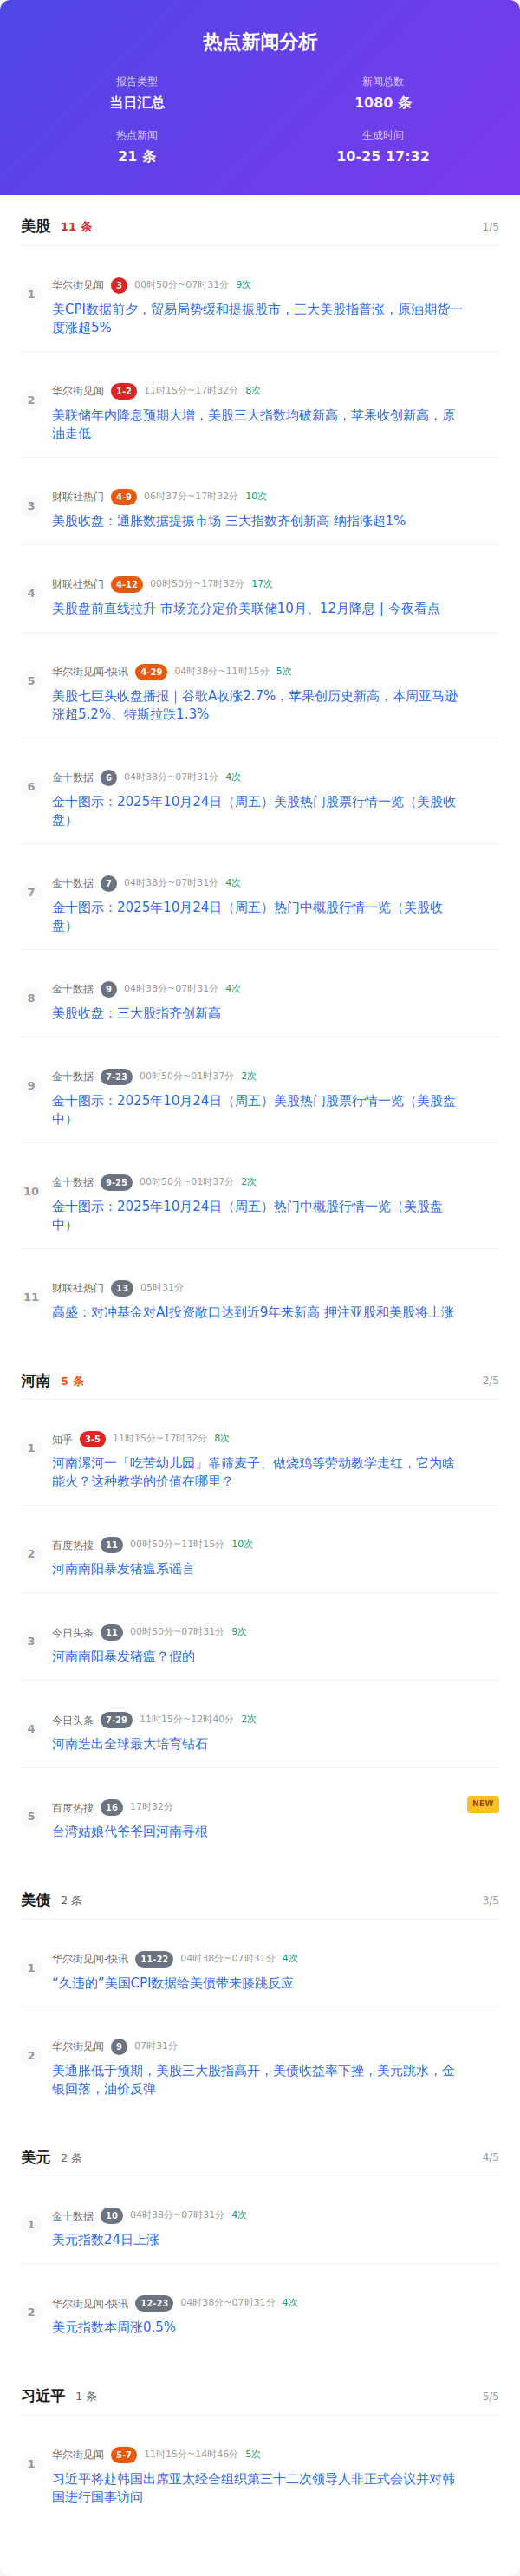 热点新闻分析
报告类型
新闻总数
当日汇总
1080 条
热点新闻
生成时间
21 条
10-25 17:32
美股 11 条 1/5
1 华尔街见闻 3 00时50分~07时31分 9次
美CPI数据前夕，贸易局势缓和提振股市，三大美股指普涨，原油期货一
度涨超5%
2 华尔街见闻 1-2 11时15分~17时32分 8次
美联储年内降息预期大增，美股三大指数均破新高，苹果收创新高，原
油走低
3 财联社热门 4-9 06时37分~17时32分 10次
美股收盘：通胀数据提振市场 三大指数齐创新高 纳指涨超1%
4 财联社热门 4-12 00时50分~17时32分 17次
美股盘前直线拉升 市场充分定价美联储10月、12月降息 | 今夜看点
5 华尔街见闻-快讯 4-29 04时38分~11时15分 5次
美股七巨头收盘播报｜谷歌A收涨2.7%，苹果创历史新高，本周亚马逊
涨超5.2%、特斯拉跌1.3%
6 金十数据 6 04时38分~07时31分 4次
金十图示：2025年10月24日（周五）美股热门股票行情一览（美股收
盘）
7 金十数据 7 04时38分~07时31分 4次
金十图示：2025年10月24日（周五）热门中概股行情一览（美股收
盘）
8 金十数据 9 04时38分~07时31分 4次
美股收盘：三大股指齐创新高
9 金十数据 7-23 00时50分~01时37分 2次
金十图示：2025年10月24日（周五）美股热门股票行情一览（美股盘
中）
10 金十数据 9-25 00时50分~01时37分 2次
金十图示：2025年10月24日（周五）热门中概股行情一览（美股盘
中）
11 财联社热门 13 05时31分
高盛：对冲基金对AI投资敞口达到近9年来新高 押注亚股和美股将上涨
河南 5 条 2/5
1 知乎 3-5 11时15分~17时32分 8次
河南漯河一「吃苦幼儿园」靠筛麦子、做烧鸡等劳动教学走红，它为啥
能火？这种教学的价值在哪里？
2 百度热搜 11 00时50分~11时15分 10次
河南南阳暴发猪瘟系谣言
3 今日头条 11 00时50分~07时31分 9次
河南南阳暴发猪瘟？假的
4 今日头条 7-29 11时15分~12时40分 2次
河南造出全球最大培育钻石
5 百度热搜 16 17时32分 NEW
台湾姑娘代爷爷回河南寻根
美债 2 条 3/5
1 华尔街见闻-快讯 11-22 04时38分~07时31分 4次
“久违的”美国CPI数据给美债带来膝跳反应
2 华尔街见闻 9 07时31分
美通胀低于预期，美股三大股指高开，美债收益率下挫，美元跳水，金
银回落，油价反弹
美元 2 条 4/5
1 金十数据 10 04时38分~07时31分 4次
美元指数24日上涨
2 华尔街见闻-快讯 12-23 04时38分~07时31分 4次
美元指数本周涨0.5%
习近平 1 条 5/5
1 华尔街见闻 5-7 11时15分~14时46分 5次
习近平将赴韩国出席亚太经合组织第三十二次领导人非正式会议并对韩
国进行国事访问